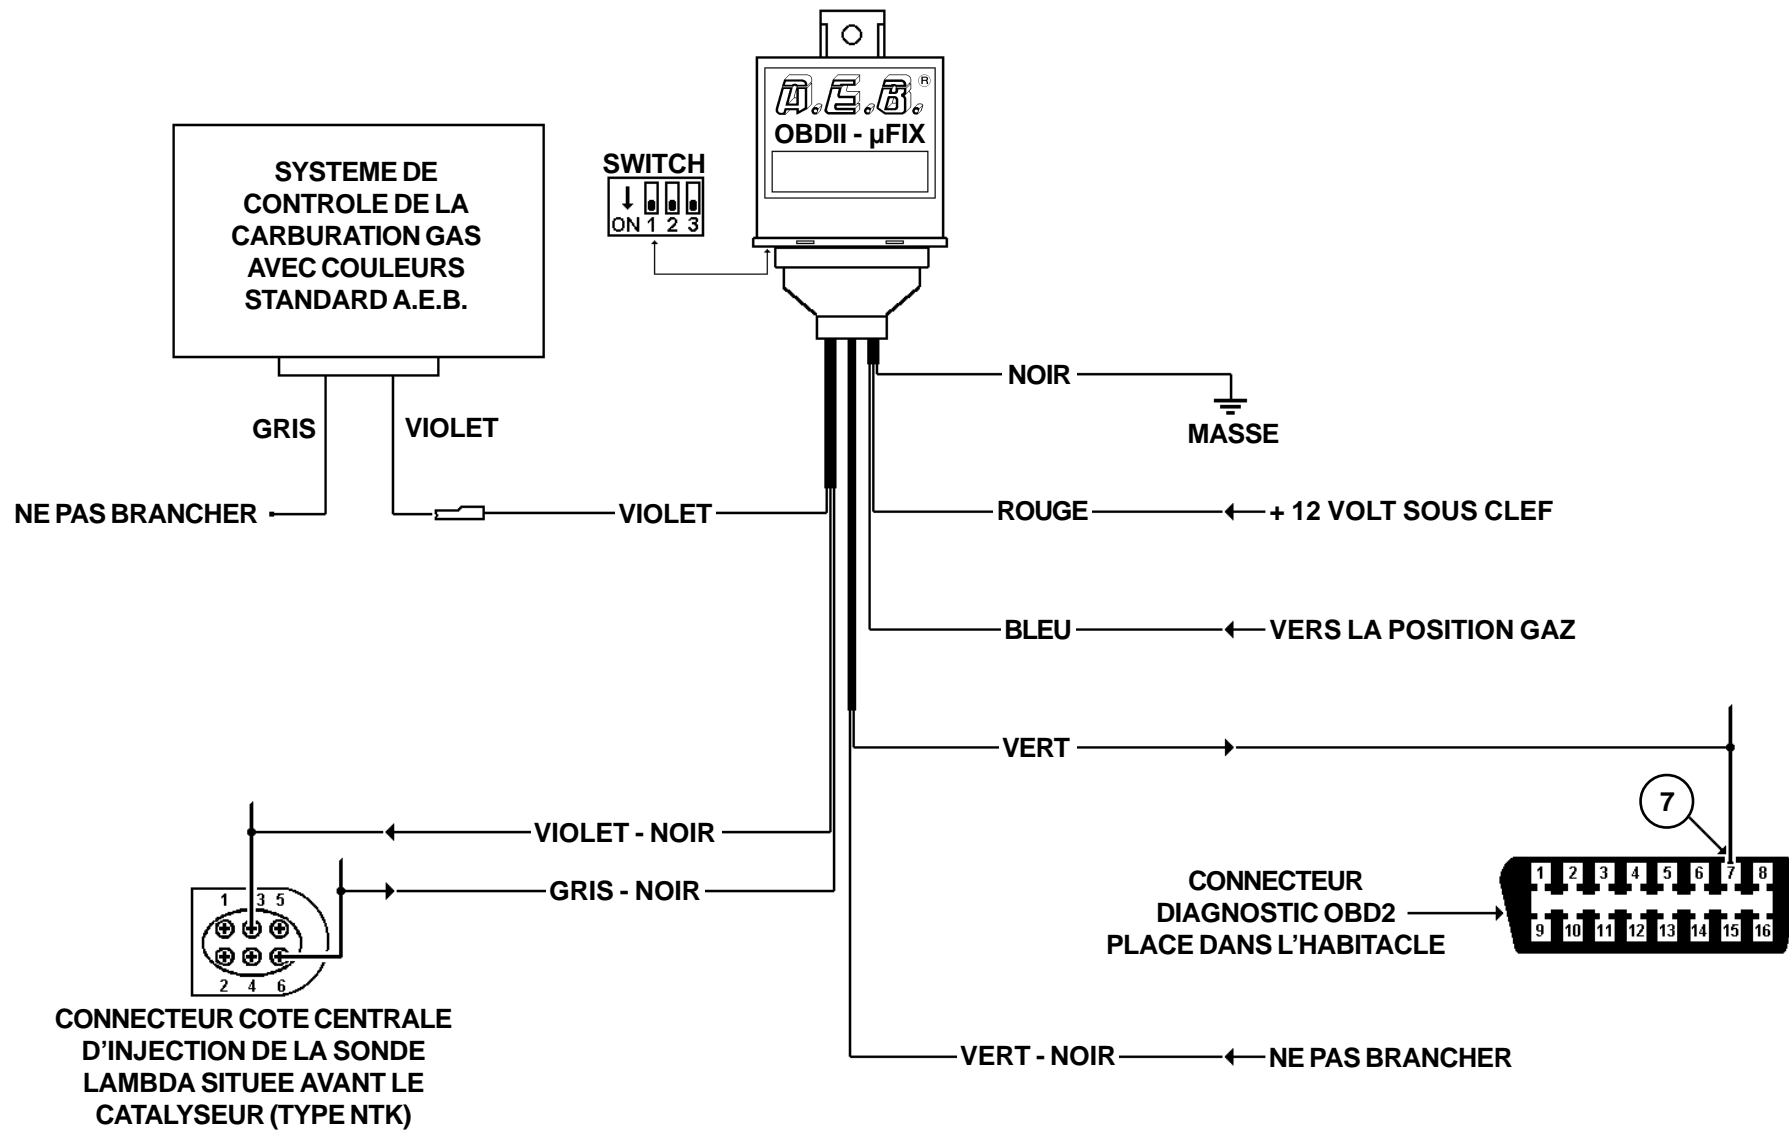 A.E.B.®
OBDII - µFIX
SWITCH
ON 1 2 3
SYSTEME DE
CONTROLE DE LA
CARBURATION GAS
AVEC COULEURS
STANDARD A.E.B.
GRIS
VIOLET
NE PAS BRANCHER
VIOLET
NOIR
MASSE
ROUGE
+ 12 VOLT SOUS CLEF
BLEU
VERS LA POSITION GAZ
VERT
7
VIOLET - NOIR
GRIS - NOIR
1 3 5
2 4 6
CONNECTEUR COTE CENTRALE
D'INJECTION DE LA SONDE
LAMBDA SITUEE AVANT LE
CATALYSEUR (TYPE NTK)
CONNECTEUR
DIAGNOSTIC OBD2
PLACE DANS L'HABITACLE
1 2 3 4 5 6 7 8
9 10 11 12 13 14 15 16
VERT - NOIR
NE PAS BRANCHER